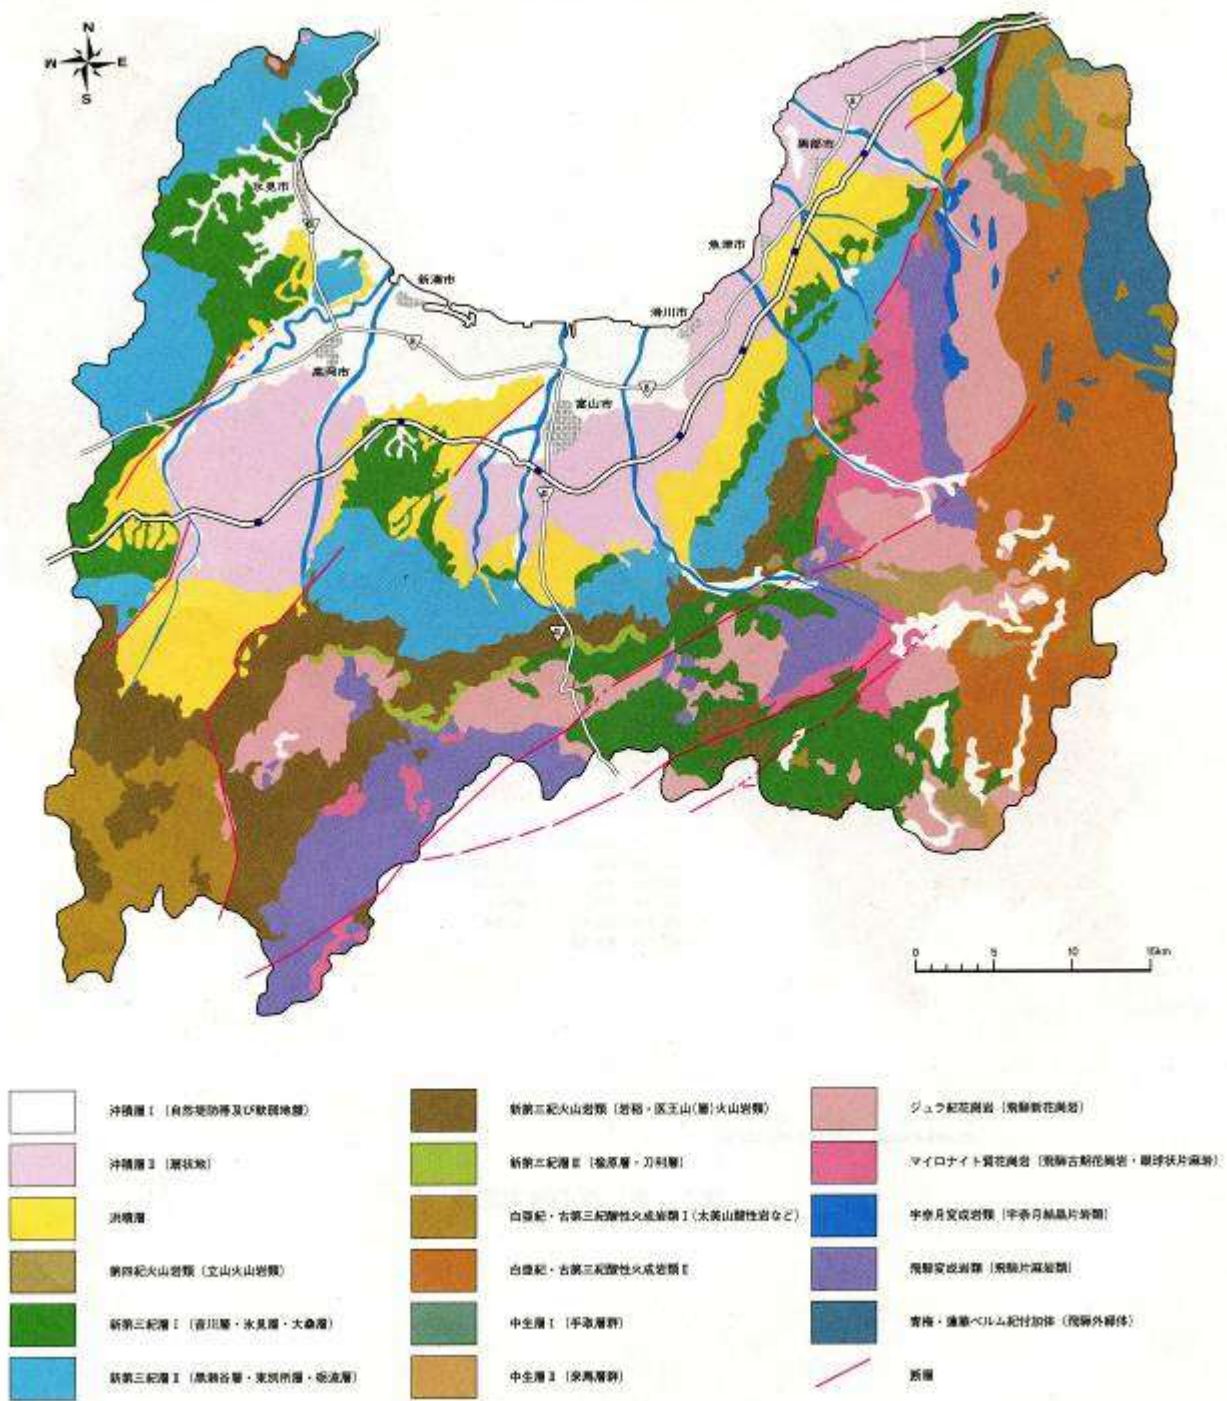 N
W E
S
氷見市
新湊市
高岡市
富山市
滑川市
魚津市
黒部市
8
8
8
0 5 10 15km
沖積層Ⅰ (自然堤防帯及び軟弱地盤)
沖積層Ⅱ (扇状地)
洪積層
第四紀火山岩類 (立山火山岩類)
新第三紀層Ⅰ (音川層・氷見層・大桑層)
新第三紀層Ⅱ (黒瀬谷層・東別所層・砺波層)
新第三紀火山岩類 (岩稲・医王山(層)火山岩類)
新第三紀層Ⅲ (楡原層・刀利層)
白亜紀・古第三紀酸性火成岩類Ⅰ (太美山酸性岩など)
白亜紀・古第三紀酸性火成岩類Ⅱ
中生層Ⅰ (手取層群)
中生層Ⅱ (来馬層群)
ジュラ紀花崗岩 (飛騨新花崗岩)
マイロナイト質花崗岩 (飛騨古期花崗岩・眼球状片麻岩)
宇奈月変成岩類 (宇奈月結晶片岩類)
飛騨変成岩類 (飛騨片麻岩類)
青梅・蓮華ペルム紀付加体 (飛騨外縁体)
断層